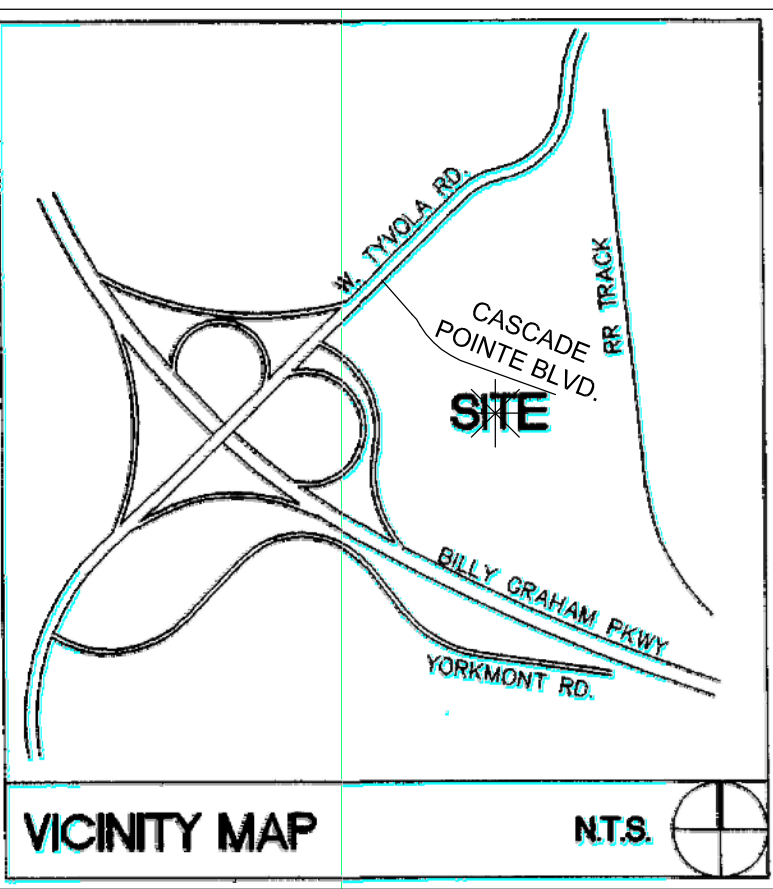 W. TYVOLA RD.
RR TRACK
CASCADE
POINTE BLVD.
SITE
BILLY GRAHAM PKWY
YORKMONT RD.
VICINITY MAP
N.T.S.